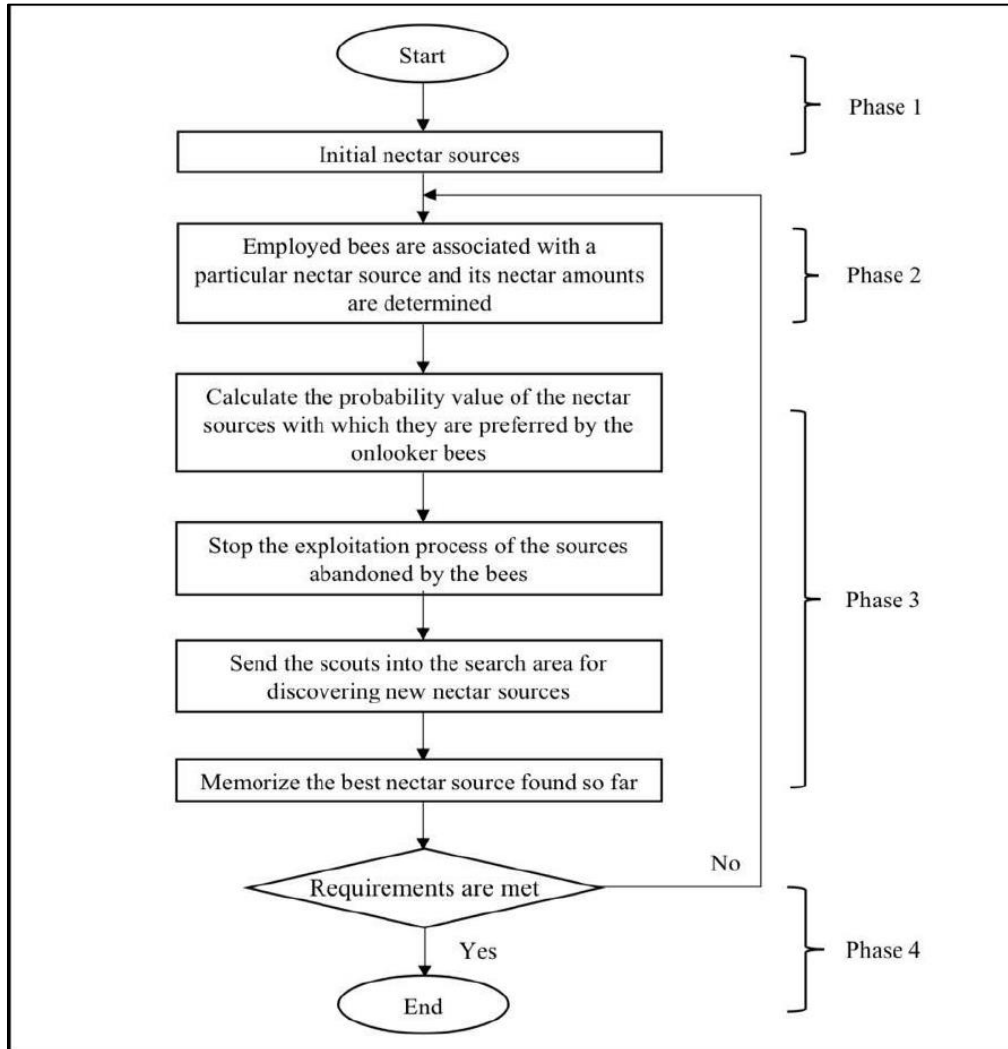 Start
Phase 1
Initial nectar sources
Employed bees are associated with a
particular nectar source and its nectar amounts
are determined
Phase 2
Calculate the probability value of the nectar
sources with which they are preferred by the
onlooker bees
Stop the exploitation process of the sources
abandoned by the bees
Phase 3
Send the scouts into the search area for
discovering new nectar sources
Memorize the best nectar source found so far
No
Requirements are met
Yes
Phase 4
End